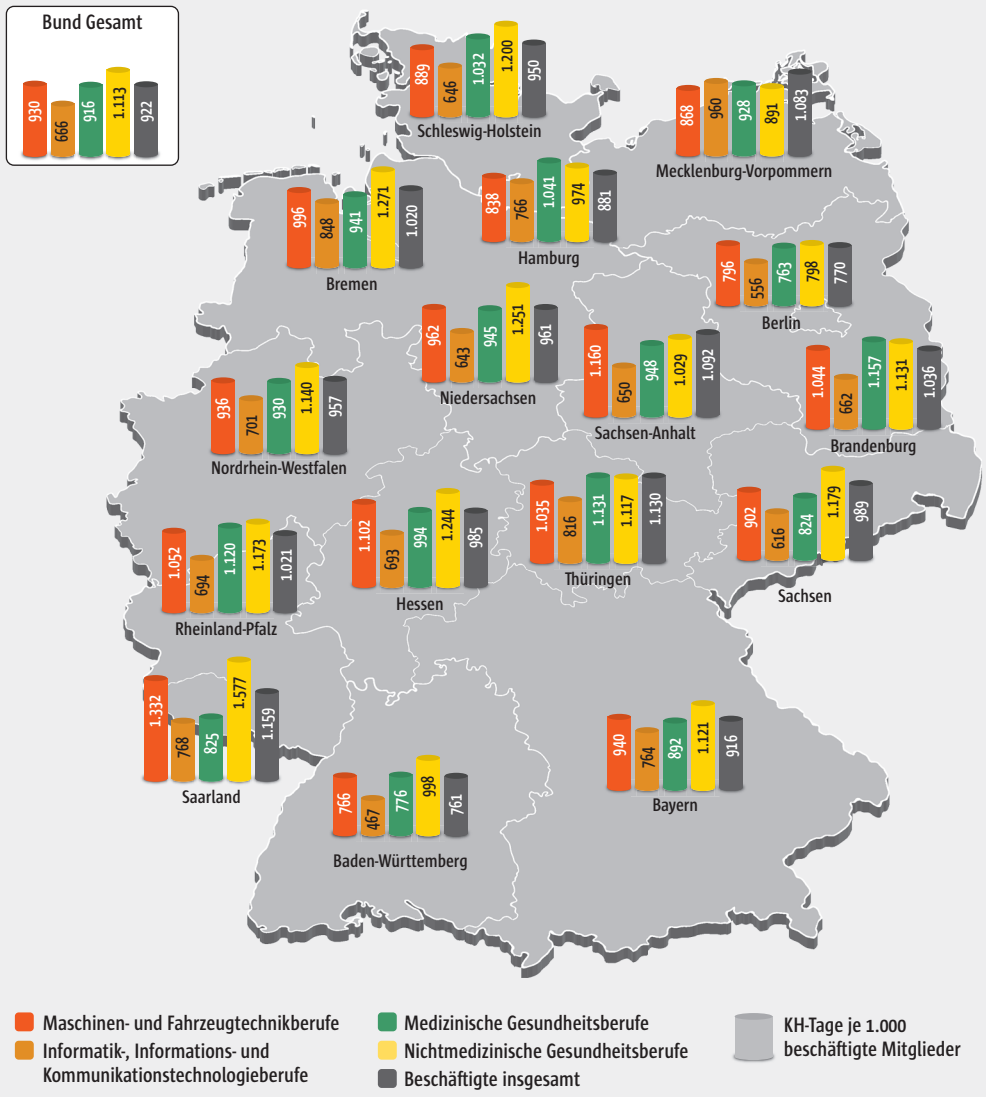 Bund Gesamt
930 666 916 1.113 922
889 646 1.032 1.200 950
Schleswig-Holstein
868 960 928 891 1.083
Mecklenburg-Vorpommern
996 848 941 1.271 1.020
Bremen
838 766 1.041 974 881
Hamburg
796 556 763 798 770
Berlin
962 643 945 1.251 961
Niedersachsen
1.160 650 948 1.029 1.092
Sachsen-Anhalt
1.044 662 1.157 1.131 1.036
Brandenburg
936 701 930 1.140 957
Nordrhein-Westfalen
1.052 694 1.120 1.173 1.021
Rheinland-Pfalz
1.102 693 994 1.244 985
Hessen
1.035 816 1.131 1.117 1.130
Thüringen
902 616 824 1.179 989
Sachsen
1.332 768 825 1.577 1.159
Saarland
766 467 776 998 761
Baden-Württemberg
940 764 892 1.121 916
Bayern
Maschinen- und Fahrzeugtechnikberufe
Informatik-, Informations- und
Kommunikationstechnologieberufe
Medizinische Gesundheitsberufe
Nichtmedizinische Gesundheitsberufe
Beschäftigte insgesamt
KH-Tage je 1.000
beschäftigte Mitglieder